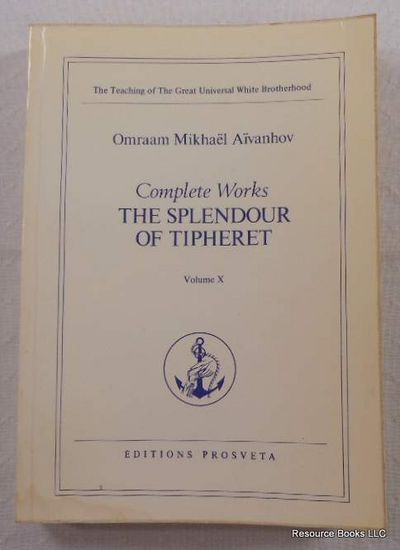 The Teaching of The Great Universal White Brotherhood
Omraam Mikhaël Aïvanhov
Complete Works
THE SPLENDOUR
OF TIPHERET
Volume X
ÉDITIONS PROSVETA
Resource Books LLC